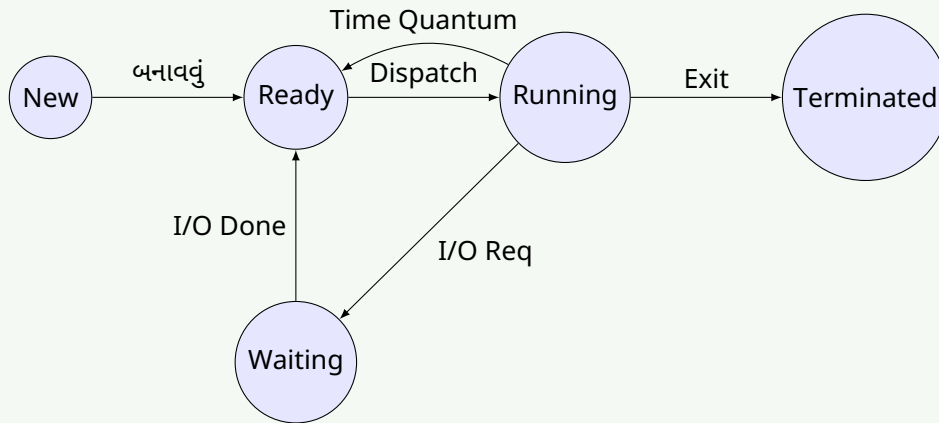 Time Quantum
New
બનાવવું
Ready
Dispatch
Running
Exit
Terminated
I/O Done
I/O Req
Waiting